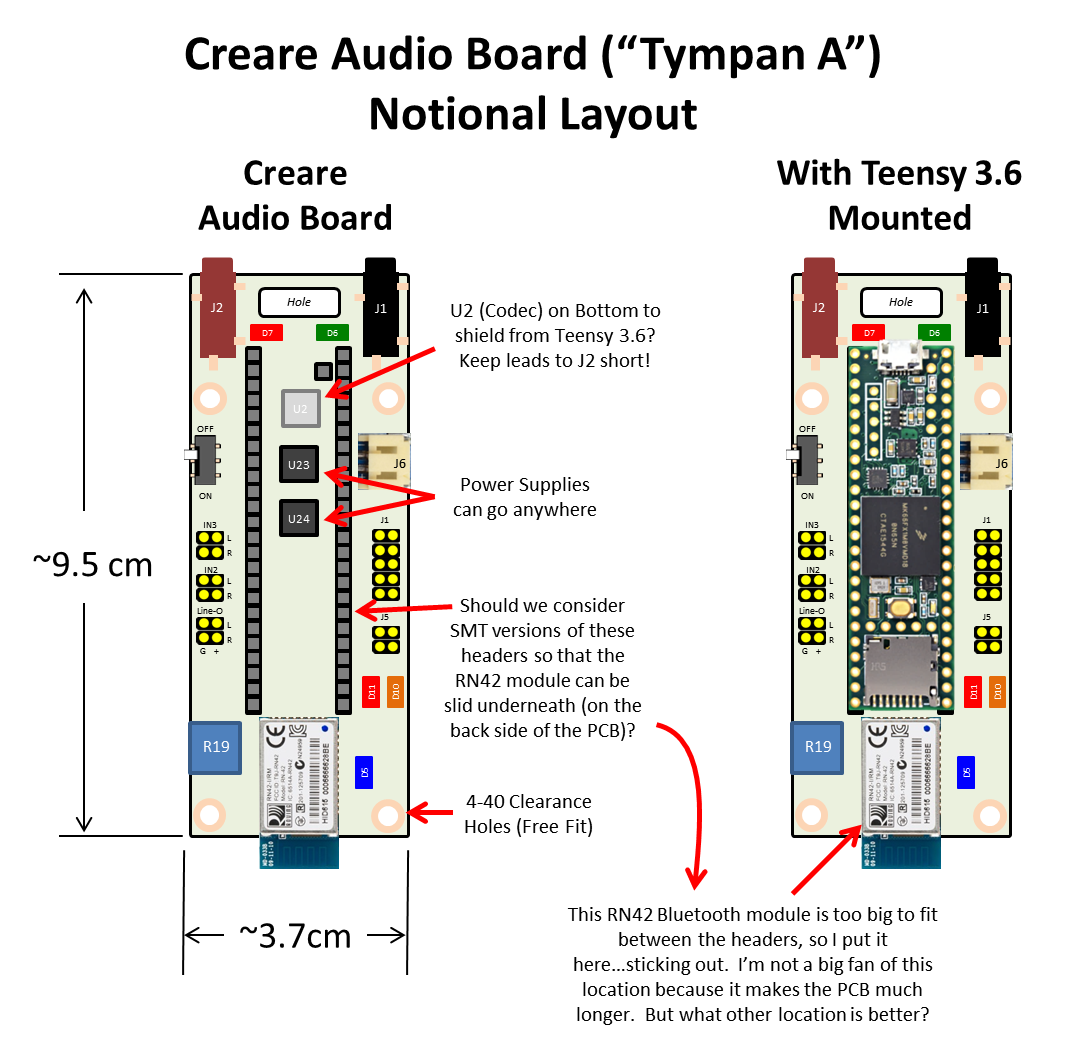 Creare Audio Board (“Tympan A”)
Notional Layout
Creare
Audio Board
With Teensy 3.6
Mounted
J2
Hole
J1
D7
D6
U2
OFF
ON
U23
J6
U24
J1
IN3
L
R
IN2
L
R
Line-O
L
R
G +
J5
D11
D10
R19
D5
~9.5 cm
~3.7cm
U2 (Codec) on Bottom to
shield from Teensy 3.6?
Keep leads to J2 short!
Power Supplies
can go anywhere
Should we consider
SMT versions of these
headers so that the
RN42 module can be
slid underneath (on the
back side of the PCB)?
4-40 Clearance
Holes (Free Fit)
J2
Hole
J1
D7
D6
OFF
ON
J6
J1
IN3
L
R
IN2
L
R
Line-O
L
R
G +
J5
D11
D10
R19
D5
This RN42 Bluetooth module is too big to fit
between the headers, so I put it
here...sticking out.  I’m not a big fan of this
location because it makes the PCB much
longer.  But what other location is better?